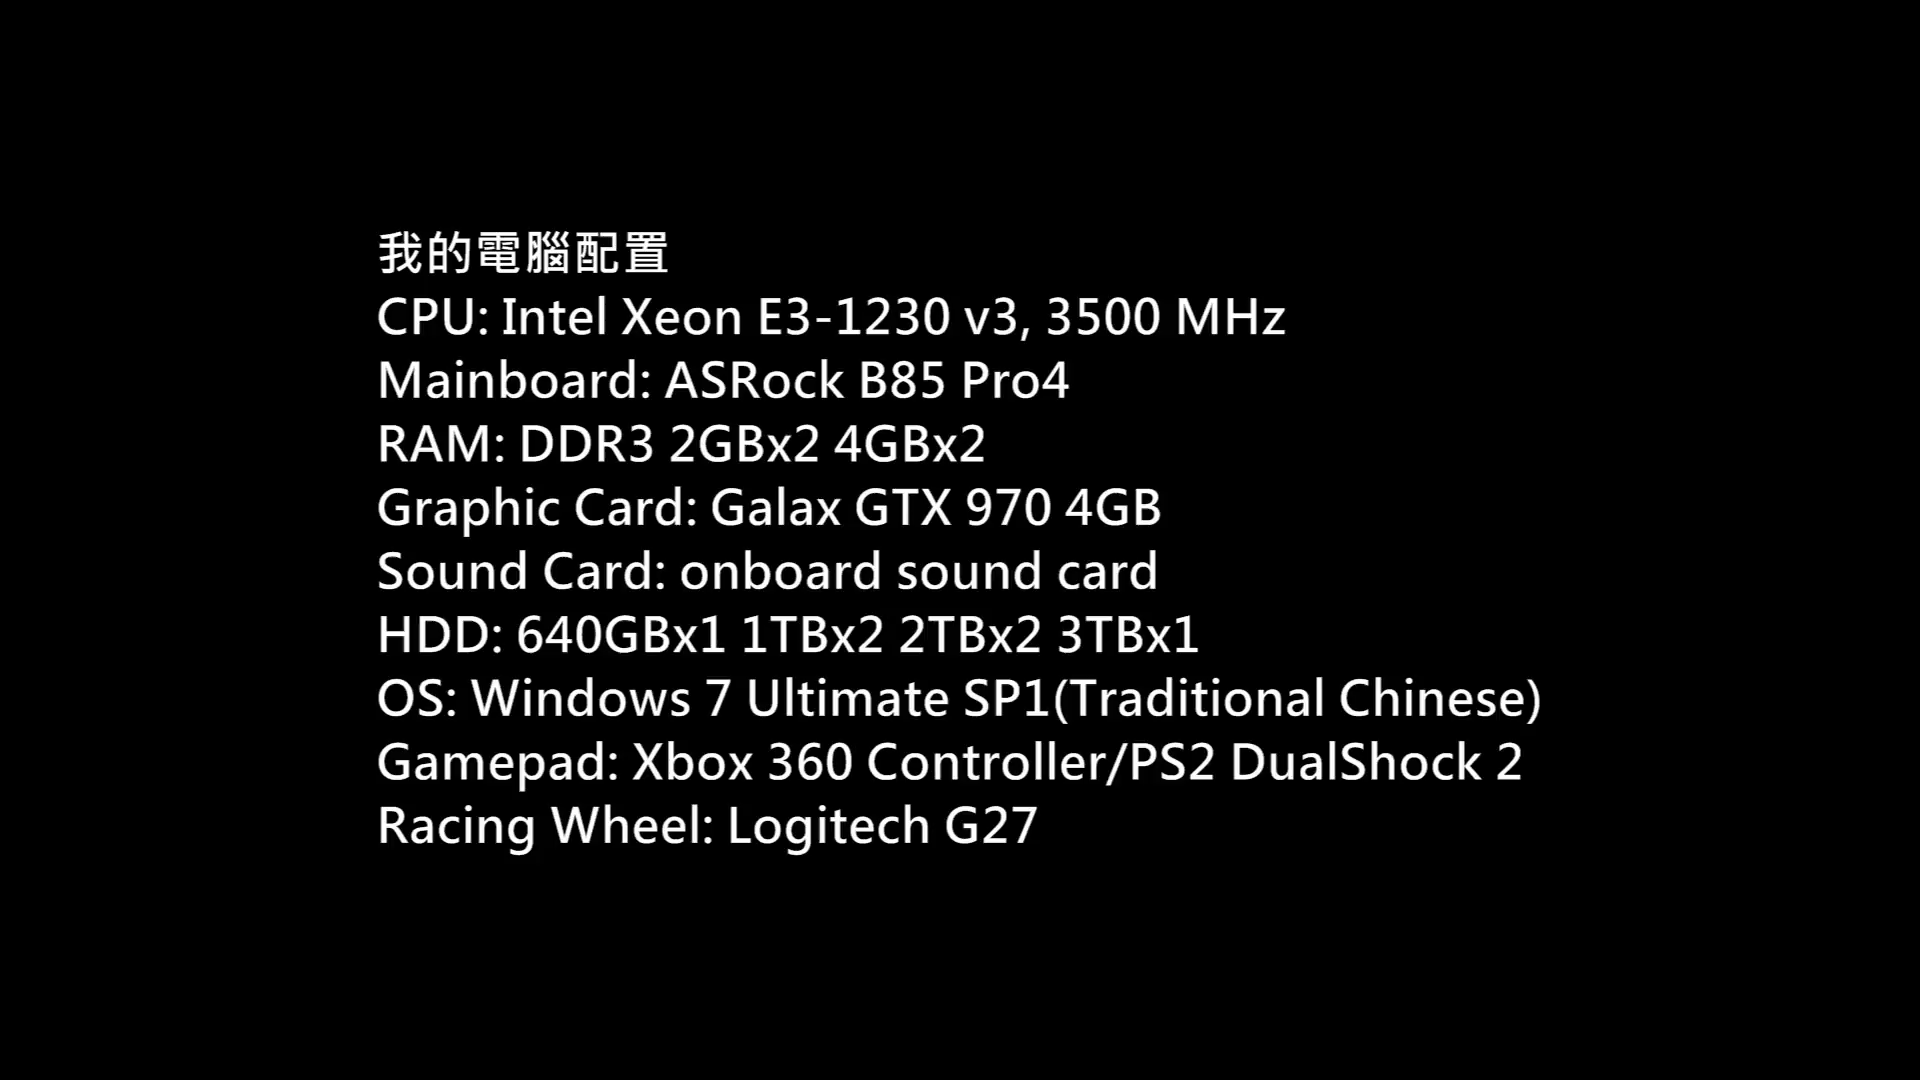 我的電腦配置
CPU: Intel Xeon E3-1230 v3, 3500 MHz
Mainboard: ASRock B85 Pro4
RAM: DDR3 2GBx2 4GBx2
Graphic Card: Galax GTX 970 4GB
Sound Card: onboard sound card
HDD: 640GBx1 1TBx2 2TBx2 3TBx1
OS: Windows 7 Ultimate SP1(Traditional Chinese)
Gamepad: Xbox 360 Controller/PS2 DualShock 2
Racing Wheel: Logitech G27